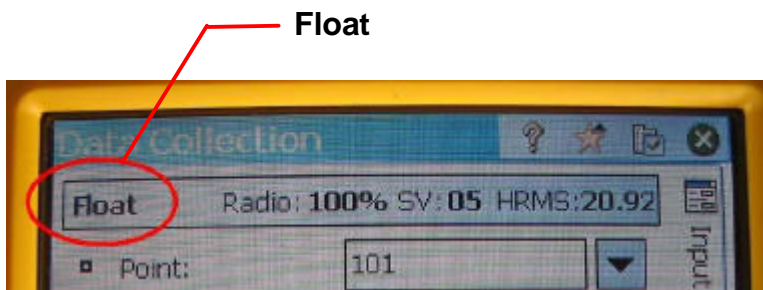 Float
Data Collection
Float Radio: 100% SV: 05 HRMS:20.92
Point: 101
Input